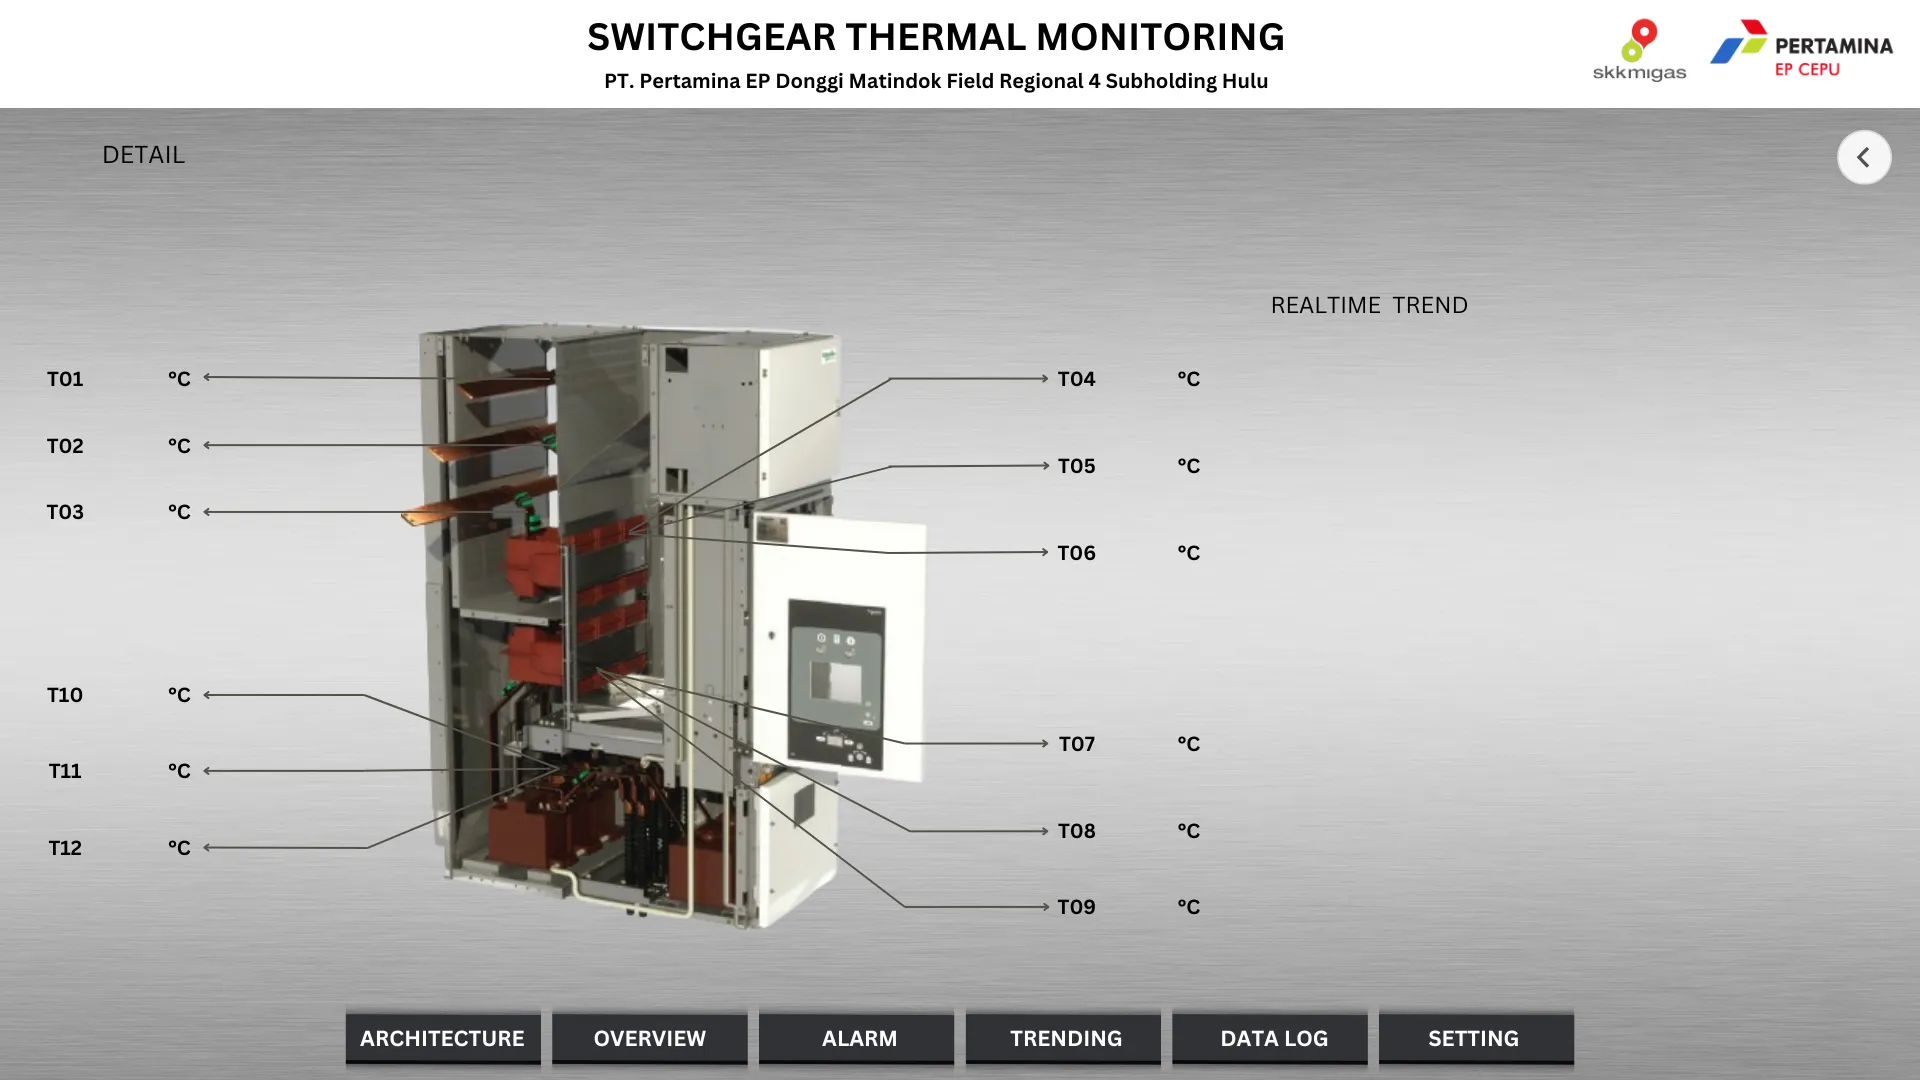 SWITCHGEAR THERMAL MONITORING
PT. Pertamina EP Donggi Matindok Field Regional 4 Subholding Hulu
skkmigas
PERTAMINA
EP CEPU
DETAIL
REALTIME TREND
T01 °C
T02 °C
T03 °C
T10 °C
T11 °C
T12 °C
T04 °C
T05 °C
T06 °C
T07 °C
T08 °C
T09 °C
ARCHITECTURE
OVERVIEW
ALARM
TRENDING
DATA LOG
SETTING